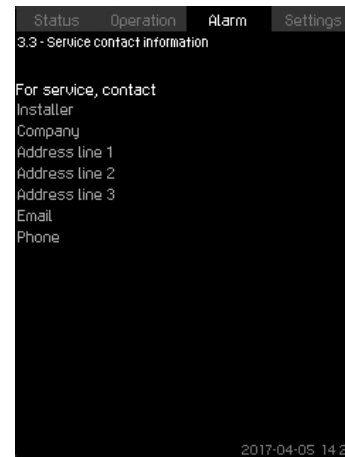 Status Operation Alarm Settings
3.3 - Service contact information
For service, contact
Installer
Company
Address line 1
Address line 2
Address line 3
Email
Phone
2017-04-05 14:2